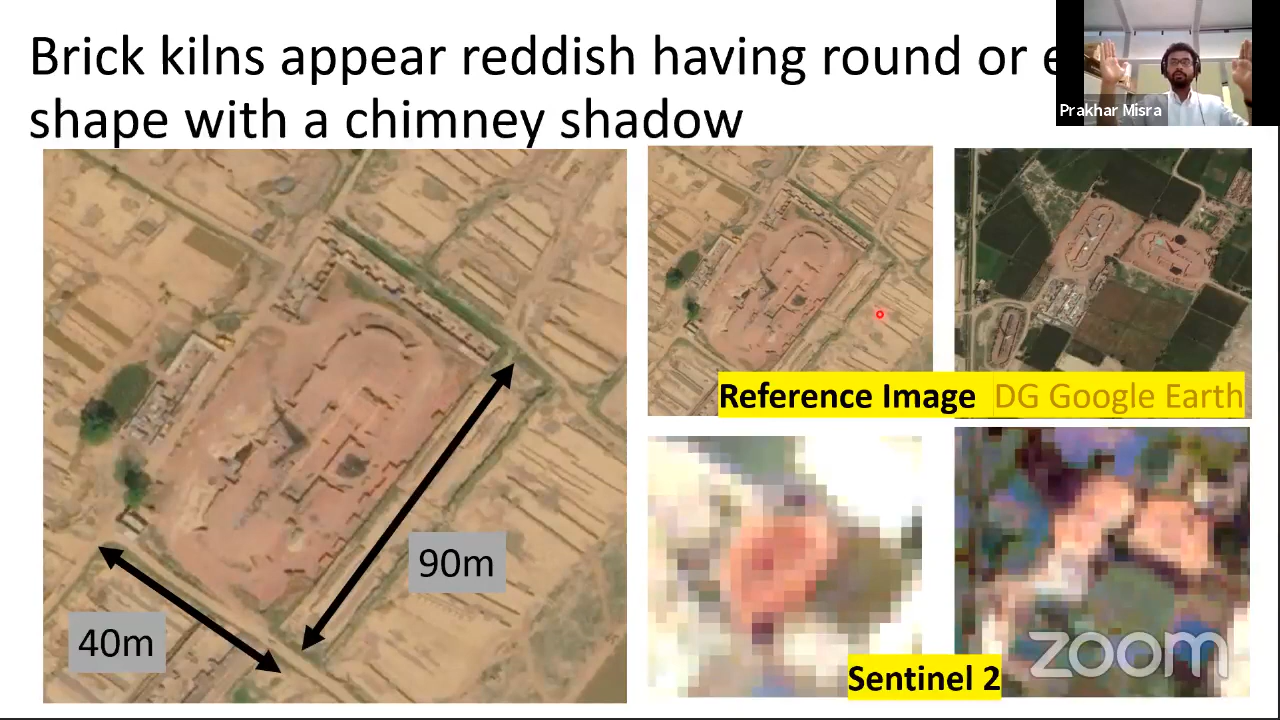 Brick kilns appear reddish having round or
shape with a chimney shadow
Prakhar Misra
90m
40m
Reference Image DG Google Earth
Sentinel 2
zoom